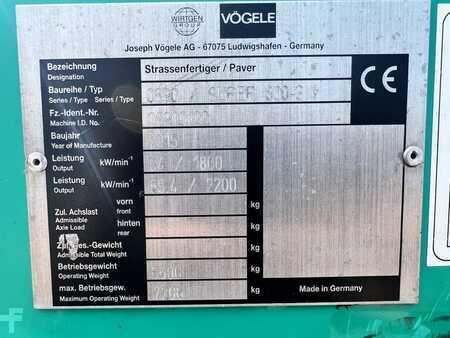 WIRTGEN
GROUP
VÖGELE
Joseph Vögele AG - 67075 Ludwigshafen - Germany
Bezeichnung
Designation
Strassenfertiger / Paver
CE
Baureihe / Typ
Series / Type
Series / Type
Fz.-Ident.-Nr.
Machine I.D. No.
Baujahr
Year of Manufacture
Leistung
Output
kW/min⁻¹
/ 1800
Leistung
Output
kW/min⁻¹
/ 2200
Zul. Achslast
Admissible
Axle Load
vorn
front
kg
hinten
rear
kg
Admissible Total Weight
kg
Betriebsgewicht
Operating Weight
kg
max. Betriebsgew.
Maximum Operating Weight
kg
Made in Germany